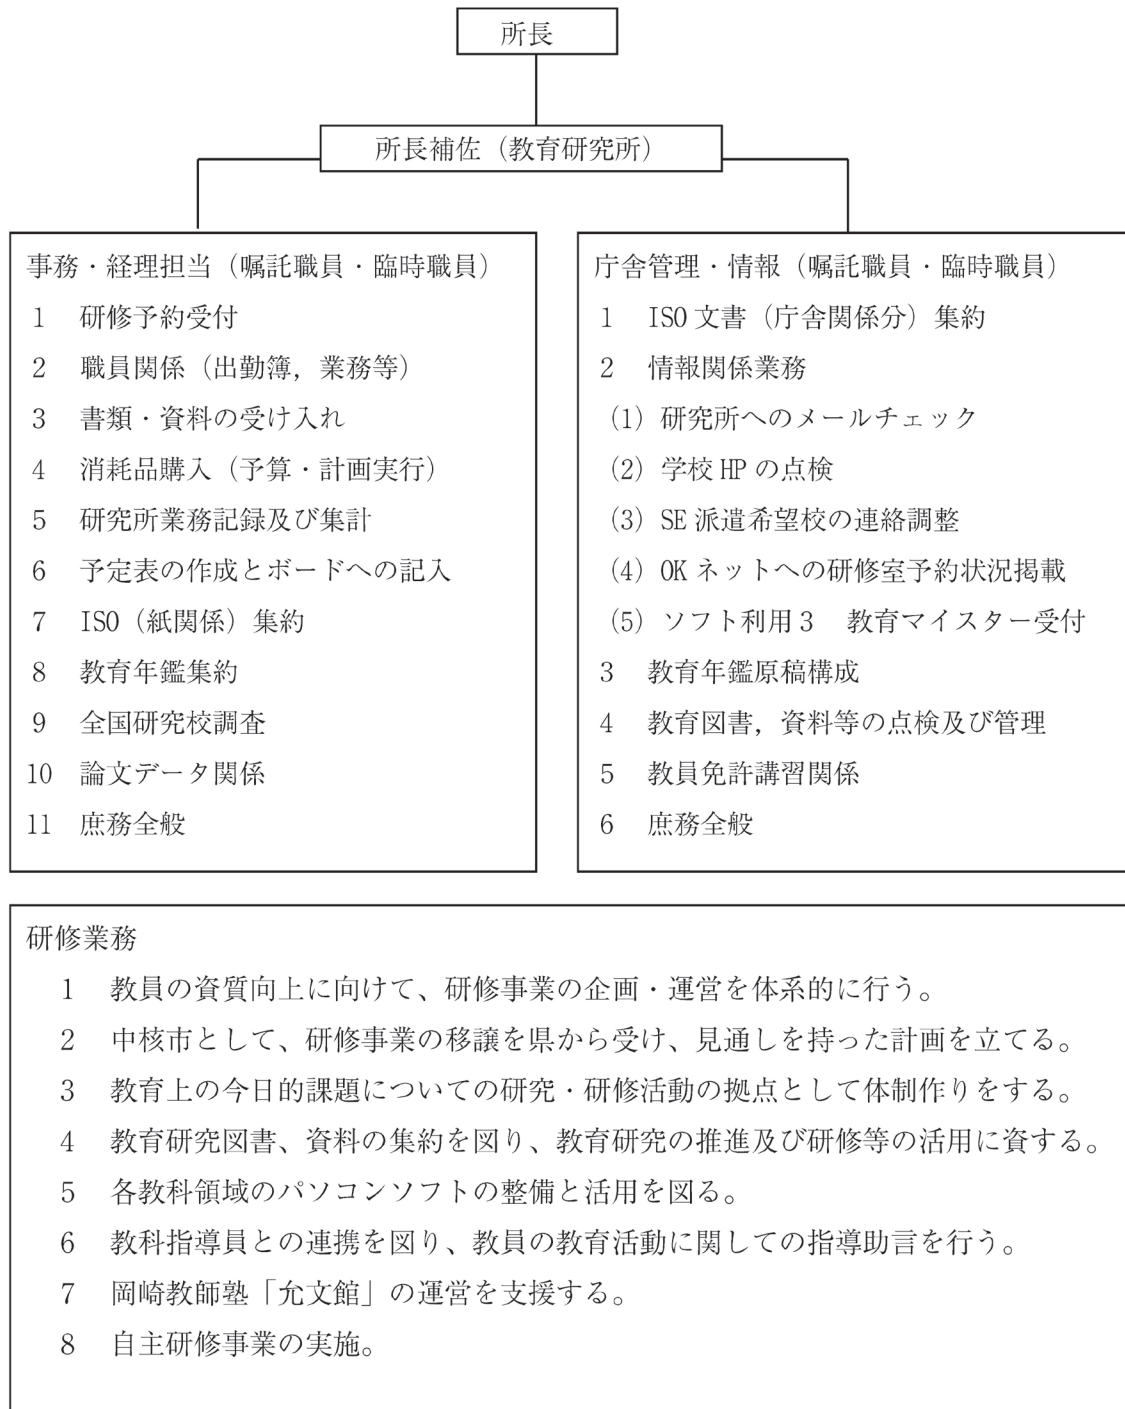 所長
所長補佐（教育研究所）
事務・経理担当（嘱託職員・臨時職員）
1 研修予約受付
2 職員関係（出勤簿，業務等）
3 書類・資料の受け入れ
4 消耗品購入（予算・計画実行）
5 研究所業務記録及び集計
6 予定表の作成とボードへの記入
7 ISO（紙関係）集約
8 教育年鑑集約
9 全国研究校調査
10 論文データ関係
11 庶務全般
庁舎管理・情報（嘱託職員・臨時職員）
1 ISO 文書（庁舎関係分）集約
2 情報関係業務
(1) 研究所へのメールチェック
(2) 学校 HP の点検
(3) SE 派遣希望校の連絡調整
(4) OK ネットへの研修室予約状況掲載
(5) ソフト利用３　教育マイスター受付
3 教育年鑑原稿構成
4 教育図書，資料等の点検及び管理
5 教員免許講習関係
6 庶務全般
研修業務
1 教員の資質向上に向けて、研修事業の企画・運営を体系的に行う。
2 中核市として、研修事業の移譲を県から受け、見通しを持った計画を立てる。
3 教育上の今日的課題についての研究・研修活動の拠点として体制作りをする。
4 教育研究図書、資料の集約を図り、教育研究の推進及び研修等の活用に資する。
5 各教科領域のパソコンソフトの整備と活用を図る。
6 教科指導員との連携を図り、教員の教育活動に関しての指導助言を行う。
7 岡崎教師塾「允文館」の運営を支援する。
8 自主研修事業の実施。